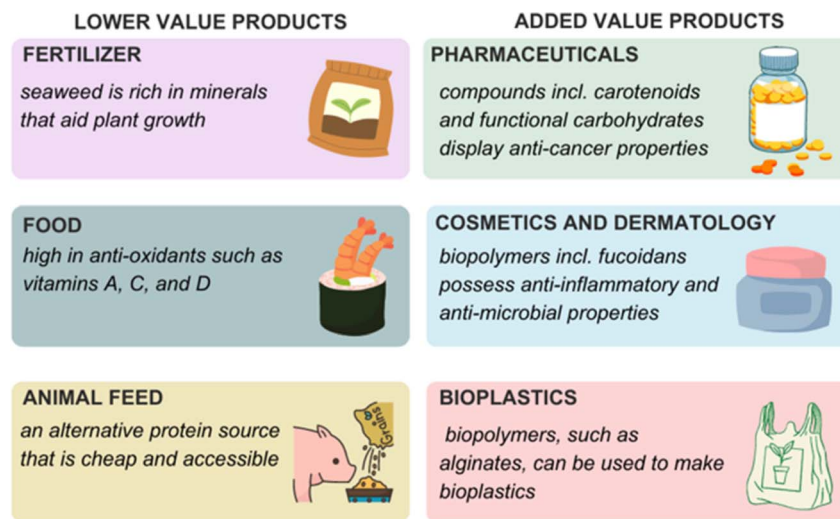 LOWER VALUE PRODUCTS
FERTILIZER
seaweed is rich in minerals
that aid plant growth
FOOD
high in anti-oxidants such as
vitamins A, C, and D
ANIMAL FEED
an alternative protein source
that is cheap and accessible
Grains
ADDED VALUE PRODUCTS
PHARMACEUTICALS
compounds incl. carotenoids
and functional carbohydrates
display anti-cancer properties
COSMETICS AND DERMATOLOGY
biopolymers incl. fucoidans
possess anti-inflammatory and
anti-microbial properties
BIOPLASTICS
biopolymers, such as
alginates, can be used to make
bioplastics